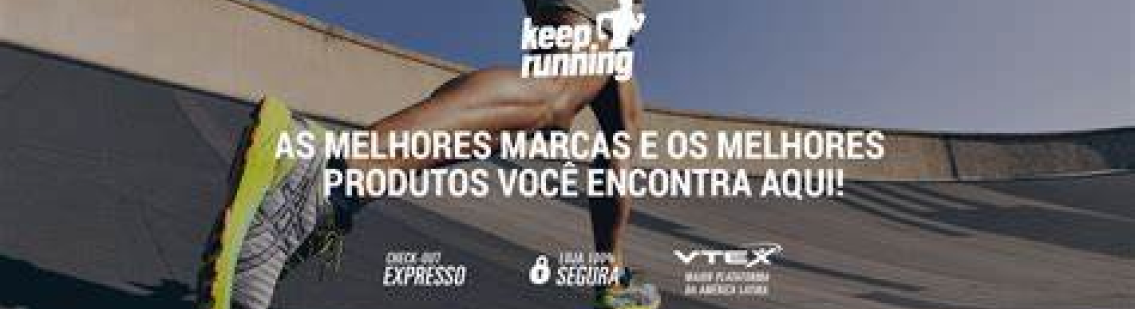 keep
running
AS MELHORES MARCAS E OS MELHORES
PRODUTOS VOCÊ ENCONTRA AQUI!
CHECK-OUT
EXPRESSO
LOJA 100%
SEGURA
VTEX
MAIOR PLATAFORMA
DA AMÉRICA LATINA